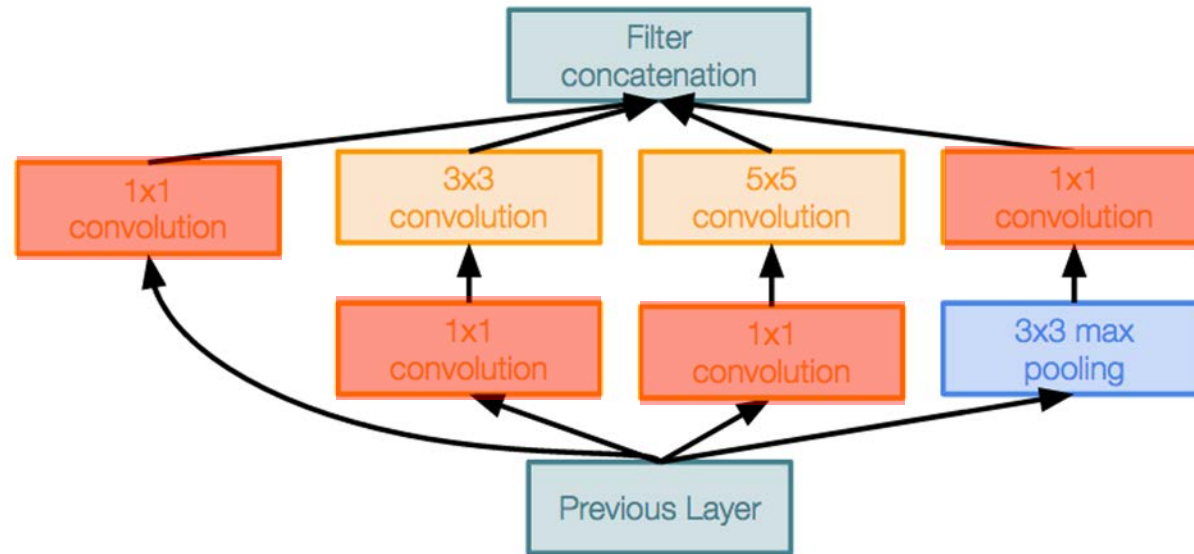 Filter
concatenation
1x1
convolution
3x3
convolution
5x5
convolution
1x1
convolution
1x1
convolution
1x1
convolution
3x3 max
pooling
Previous Layer